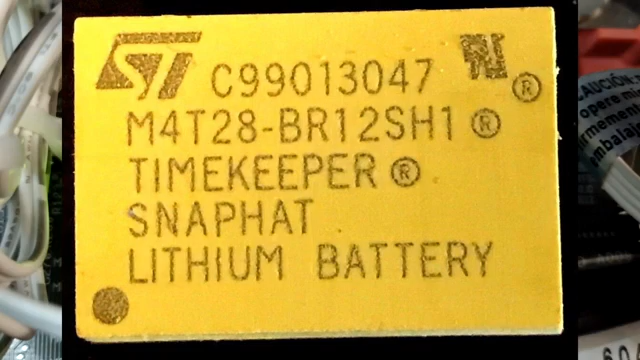 ST C99013047
M4T28-BR12SH1 ®
TIMEKEEPER ®
SNAPHAT
LITHIUM BATTERY
®